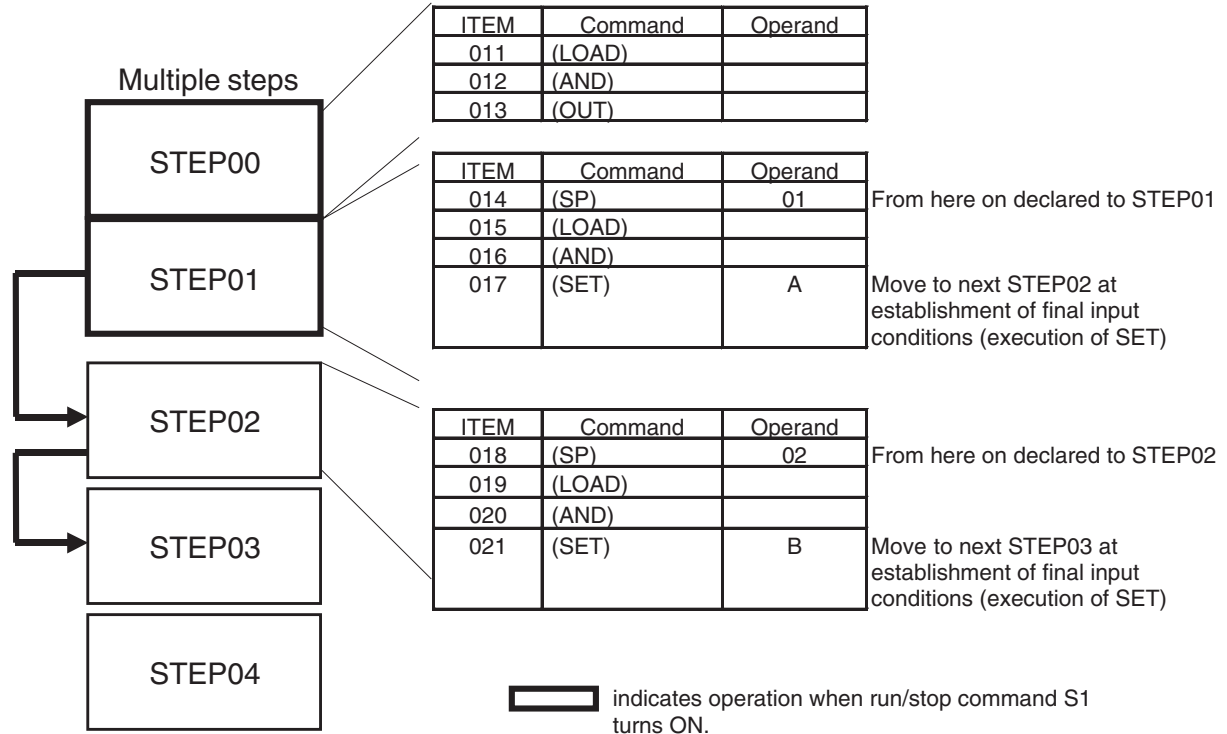 Multiple steps
STEP00
STEP01
STEP02
STEP03
STEP04
ITEM Command Operand
011 (LOAD)
012 (AND)
013 (OUT)
ITEM Command Operand
014 (SP) 01 From here on declared to STEP01
015 (LOAD)
016 (AND)
017 (SET) A Move to next STEP02 at
establishment of final input
conditions (execution of SET)
ITEM Command Operand
018 (SP) 02 From here on declared to STEP02
019 (LOAD)
020 (AND)
021 (SET) B Move to next STEP03 at
establishment of final input
conditions (execution of SET)
indicates operation when run/stop command S1
turns ON.